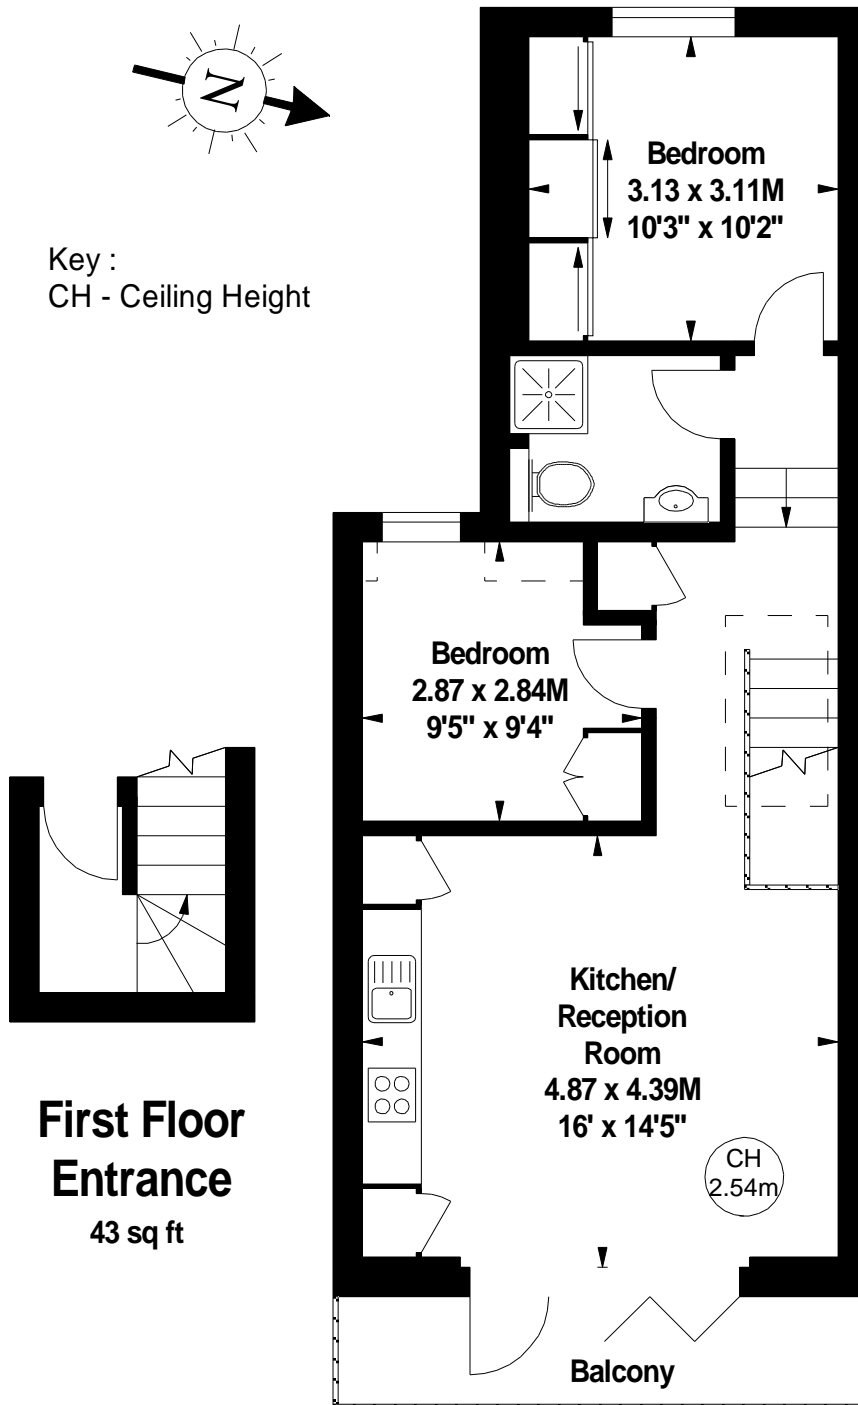 N
Key :
CH - Ceiling Height
Bedroom
3.13 x 3.11M
10'3" x 10'2"
Bedroom
2.87 x 2.84M
9'5" x 9'4"
Kitchen/
Reception
Room
4.87 x 4.39M
16' x 14'5"
CH
2.54m
First Floor
Entrance
43 sq ft
Balcony